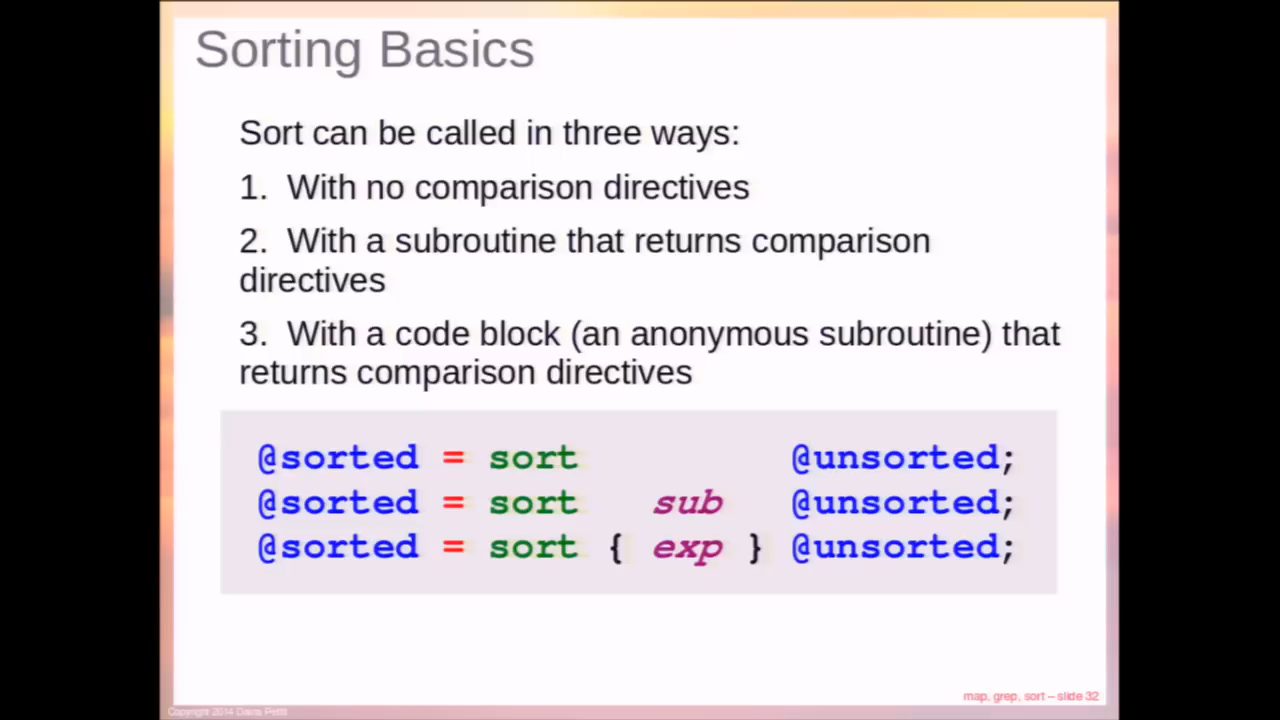 Sorting Basics
Sort can be called in three ways:
1. With no comparison directives
2. With a subroutine that returns comparison
directives
3. With a code block (an anonymous subroutine) that
returns comparison directives
@sorted = sort @unsorted;
@sorted = sort sub @unsorted;
@sorted = sort { exp } @unsorted;
map, grep, sort – slide 32
Copyright 2014